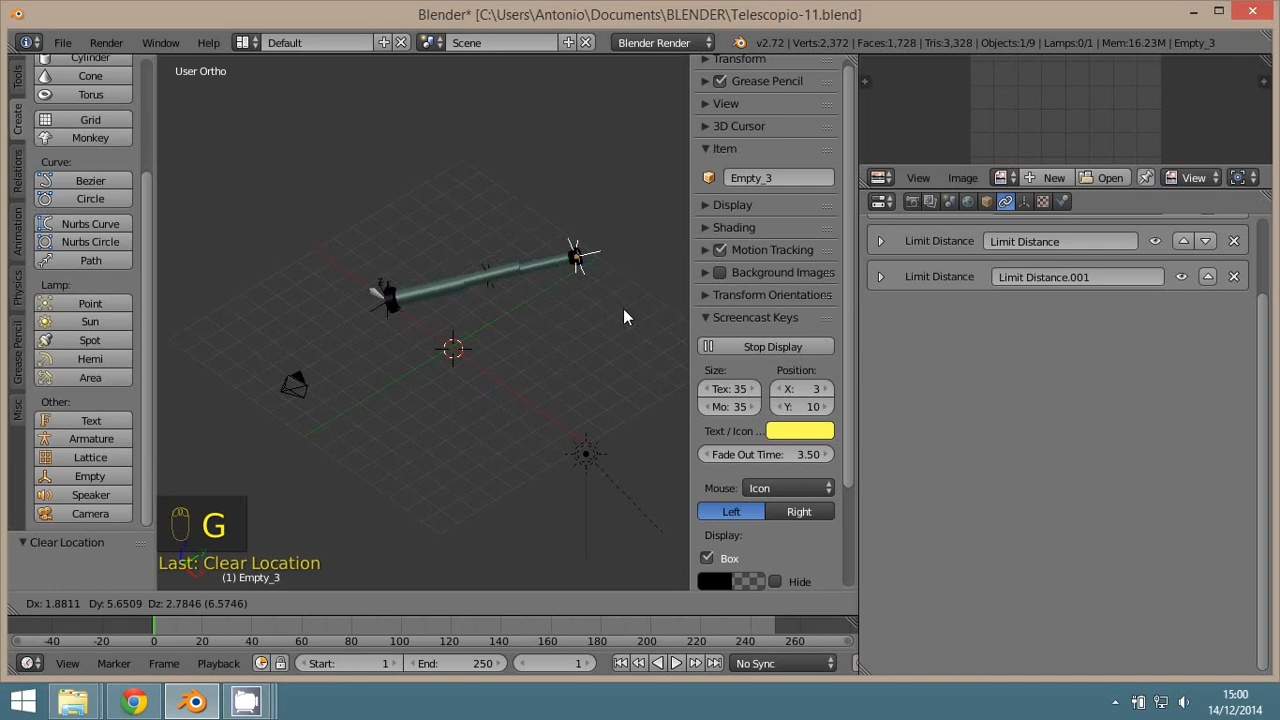 Blender* [C:\Users\Antonio\Documents\BLENDER\Telescopio-11.blend]
File Render Window Help Default Scene Blender Render v2.72 | Verts:2,372 | Faces:1,728 | Tris:3,328 | Objects:1/9 | Lamps:0/1 | Mem:16.23M | Empty_3
Tools
Create
Relations
Animation
Physics
Grease Pencil
Misc
Cylinder
Cone
Torus
Grid
Monkey
Curve:
Bezier
Circle
Nurbs Curve
Nurbs Circle
Path
Lamp:
Point
Sun
Spot
Hemi
Area
Other:
Text
Armature
Lattice
Empty
Speaker
Camera
Clear Location
User Ortho
G
Last: Clear Location
(1) Empty_3
Transform
Grease Pencil
View
3D Cursor
Item
Empty_3
Display
Shading
Motion Tracking
Background Images
Transform Orientations
Screencast Keys
Stop Display
Size: Position:
Tex: 35 X: 3
Mo: 35 Y: 10
Text / Icon ...
Fade Out Time: 3.50
Mouse: Icon
Left Right
Display:
Box
Hide
View Image New Open View
Limit Distance Limit Distance
Limit Distance Limit Distance.001
Dx: 1.8811 Dy: 5.6509 Dz: 2.7846 (6.5746)
-40 -20 0 20 40 60 80 100 120 140 160 180 200 220 240 260
View Marker Frame Playback Start: 1 End: 250 1 No Sync
15:00
14/12/2014